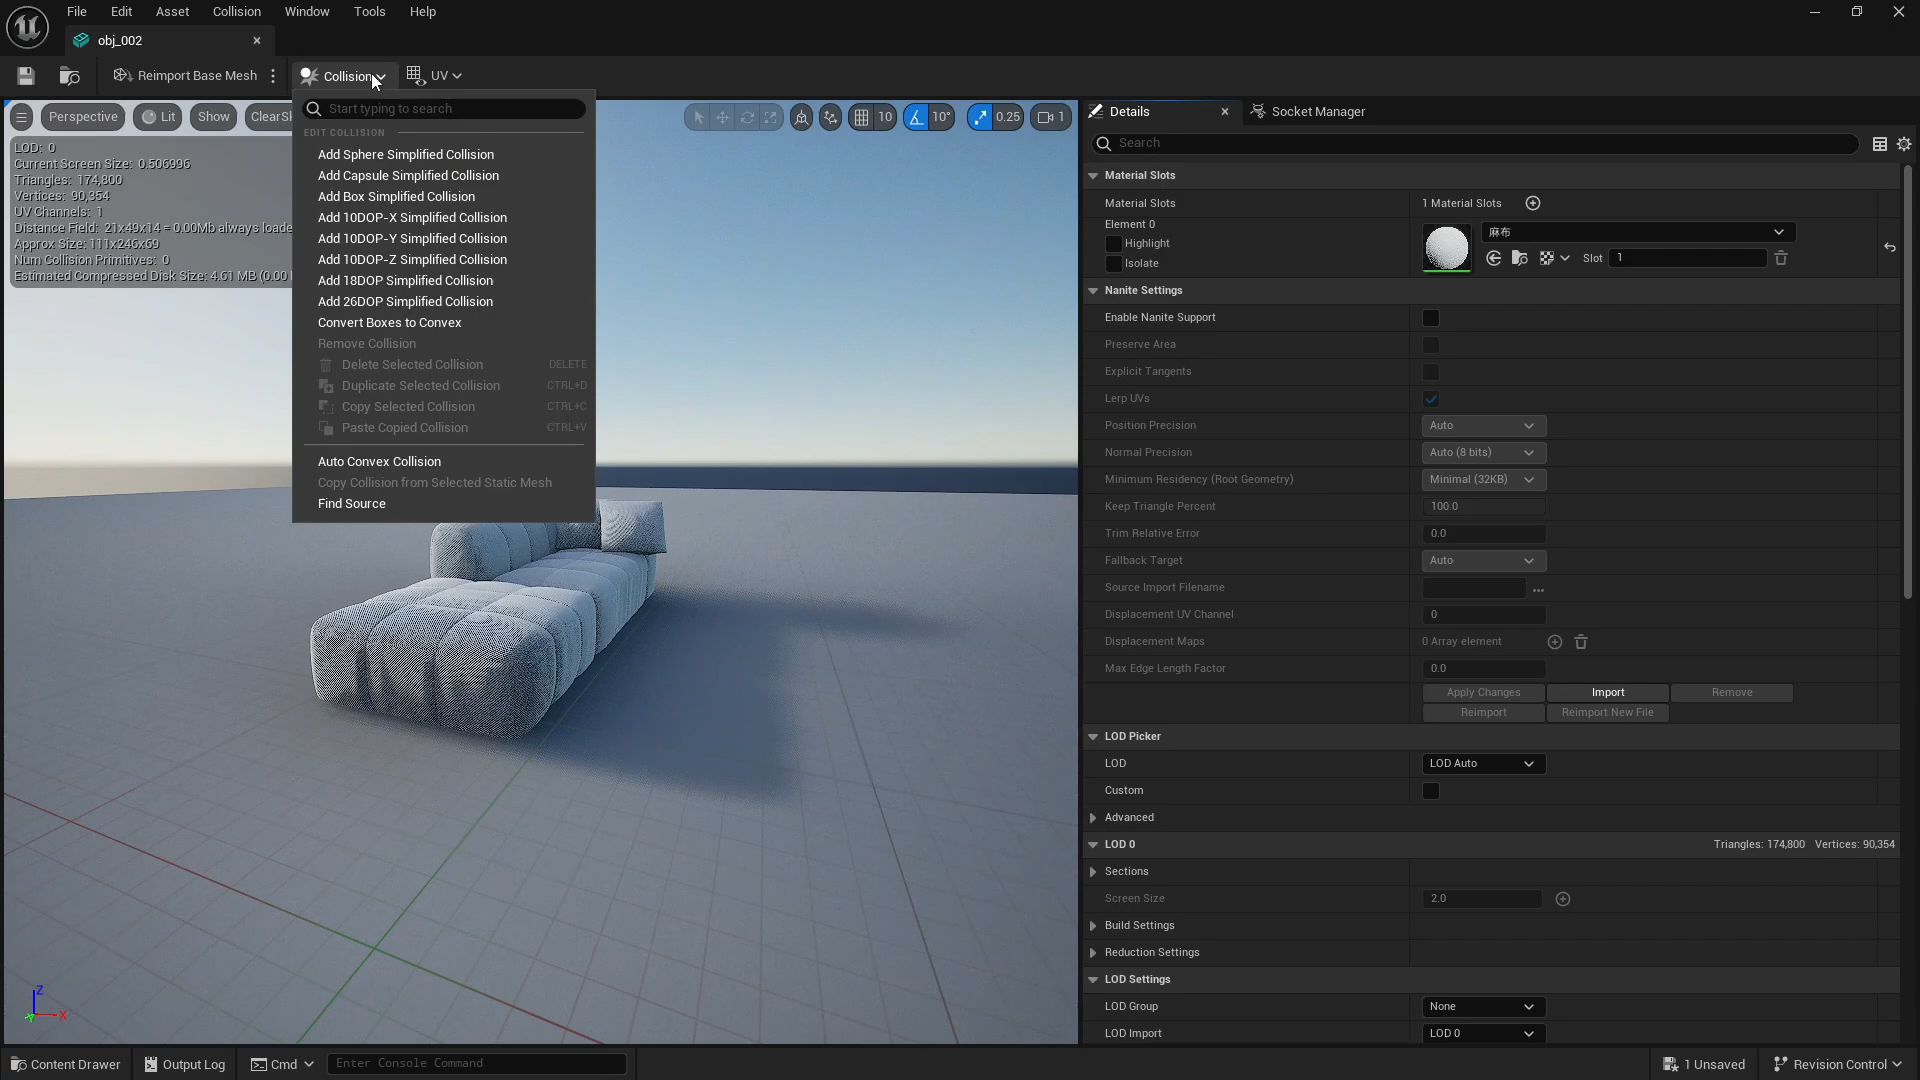 File Edit Asset Collision Window Tools Help
obj_002
Reimport Base Mesh
Collision
UV
Start typing to search
EDIT COLLISION
Add Sphere Simplified Collision
Add Capsule Simplified Collision
Add Box Simplified Collision
Add 10DOP-X Simplified Collision
Add 10DOP-Y Simplified Collision
Add 10DOP-Z Simplified Collision
Add 18DOP Simplified Collision
Add 26DOP Simplified Collision
Convert Boxes to Convex
Remove Collision
Delete Selected Collision DELETE
Duplicate Selected Collision CTRL+D
Copy Selected Collision CTRL+C
Paste Copied Collision CTRL+V
Auto Convex Collision
Copy Collision from Selected Static Mesh
Find Source
Perspective Lit Show ClearSk
10 10° 0.25 1
LOD: 0
Current Screen Size: 0.506996
Triangles: 174,800
Vertices: 90,354
UV Channels: 1
Distance Field: 21x49x14 = 0.00Mb always loade
Approx Size: 111x246x69
Num Collision Primitives: 0
Estimated Compressed Disk Size: 4.61 MB (0.00
Z
X
Details
Socket Manager
Search
Material Slots
Material Slots 1 Material Slots
Element 0
Highlight
Isolate
麻布
Slot 1
Nanite Settings
Enable Nanite Support
Preserve Area
Explicit Tangents
Lerp UVs
Position Precision Auto
Normal Precision Auto (8 bits)
Minimum Residency (Root Geometry) Minimal (32KB)
Keep Triangle Percent 100.0
Trim Relative Error 0.0
Fallback Target Auto
Source Import Filename
Displacement UV Channel 0
Displacement Maps 0 Array element
Max Edge Length Factor 0.0
Apply Changes Import Remove
Reimport Reimport New File
LOD Picker
LOD LOD Auto
Custom
Advanced
LOD 0 Triangles: 174,800 Vertices: 90,354
Sections
Screen Size 2.0
Build Settings
Reduction Settings
LOD Settings
LOD Group None
LOD Import LOD 0
Content Drawer Output Log Cmd Enter Console Command 1 Unsaved Revision Control